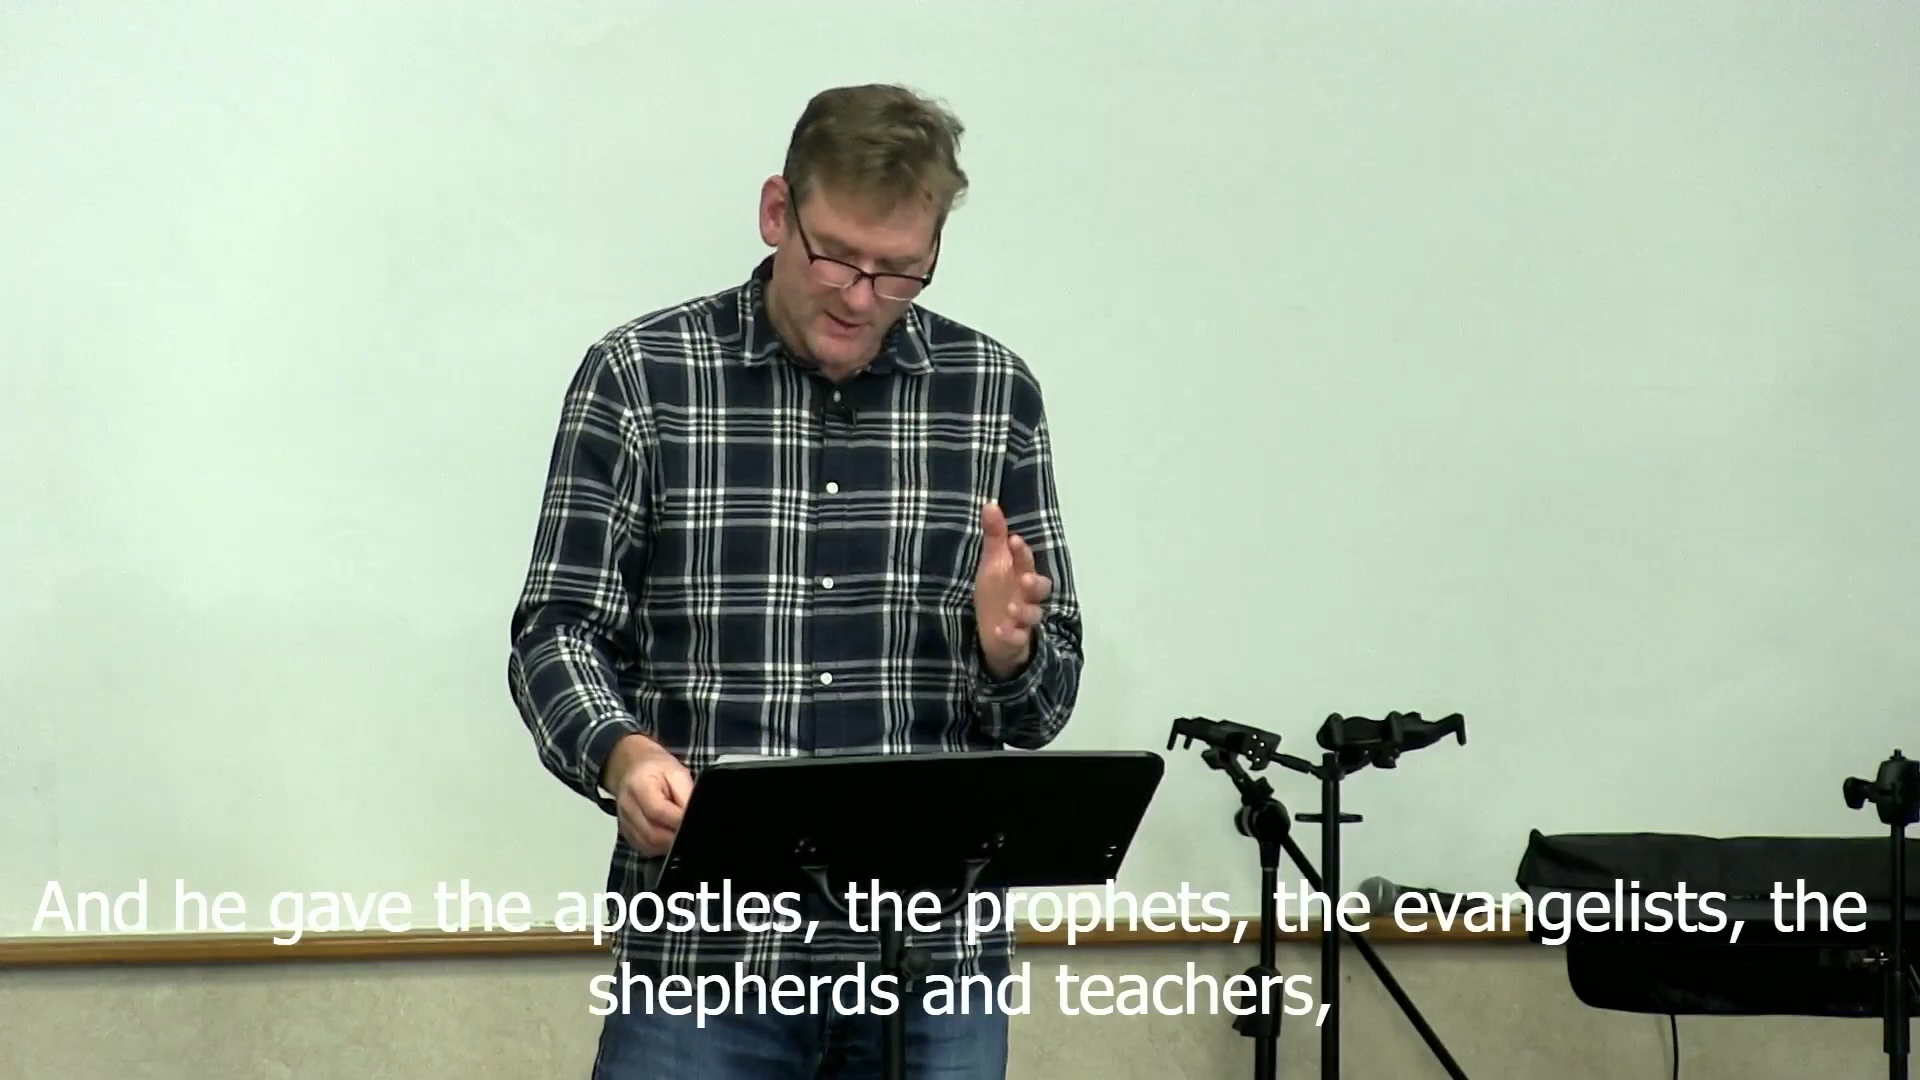 And he gave the apostles, the prophets, the evangelists, the
shepherds and teachers,